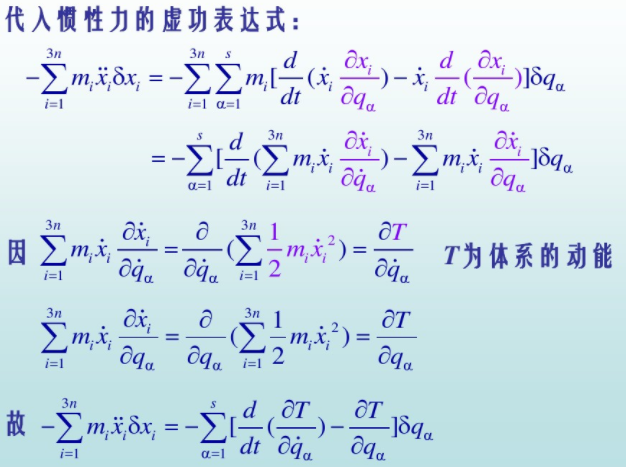 代入惯性力的虚功表达式：
$-\sum_{i=1}^{3n} m_i \ddot{x}_i \delta x_i = -\sum_{i=1}^{3n} \sum_{\alpha=1}^{s} m_i [\frac{d}{dt}(\dot{x}_i \frac{\partial x_i}{\partial q_\alpha}) - \dot{x}_i \frac{d}{dt}(\frac{\partial x_i}{\partial q_\alpha})] \delta q_\alpha$
$= -\sum_{\alpha=1}^{s} [\frac{d}{dt}(\sum_{i=1}^{3n} m_i \dot{x}_i \frac{\partial \dot{x}_i}{\partial \dot{q}_\alpha}) - \sum_{i=1}^{3n} m_i \dot{x}_i \frac{\partial \dot{x}_i}{\partial q_\alpha}] \delta q_\alpha$
因 $\sum_{i=1}^{3n} m_i \dot{x}_i \frac{\partial \dot{x}_i}{\partial \dot{q}_\alpha} = \frac{\partial}{\partial \dot{q}_\alpha} (\sum_{i=1}^{3n} \frac{1}{2} m_i \dot{x}_i^2) = \frac{\partial T}{\partial \dot{q}_\alpha}$ T为体系的动能
$\sum_{i=1}^{3n} m_i \dot{x}_i \frac{\partial \dot{x}_i}{\partial q_\alpha} = \frac{\partial}{\partial q_\alpha} (\sum_{i=1}^{3n} \frac{1}{2} m_i \dot{x}_i^2) = \frac{\partial T}{\partial q_\alpha}$
故 $-\sum_{i=1}^{3n} m_i \ddot{x}_i \delta x_i = -\sum_{\alpha=1}^{s} [\frac{d}{dt}(\frac{\partial T}{\partial \dot{q}_\alpha}) - \frac{\partial T}{\partial q_\alpha}] \delta q_\alpha$